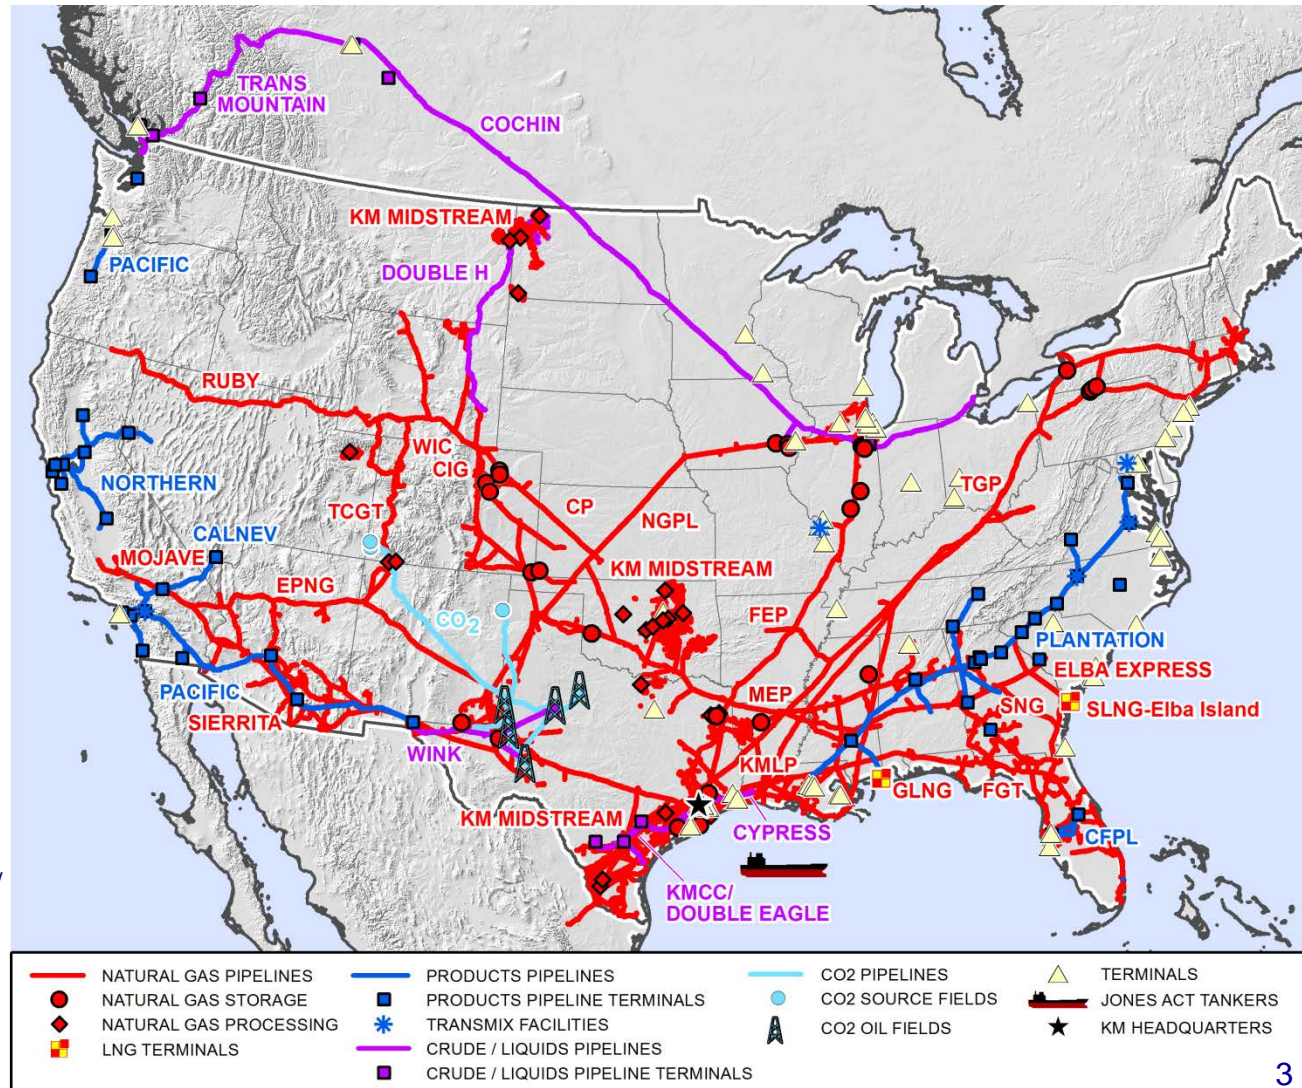 TRANS
MOUNTAIN
COCHIN
KM MIDSTREAM
PACIFIC
DOUBLE H
RUBY
WIC
CIG
CP
NGPL
TGP
NORTHERN
TCGT
CALNEV
MOJAVE
EPNG
KM MIDSTREAM
CO2
FEP
PLANTATION
ELBA EXPRESS
PACIFIC
SIERRITA
MEP
SNG
SLNG-Elba Island
WINK
KMLP
GLNG
FGT
KM MIDSTREAM
CYPRESS
CFPL
KMCC/
DOUBLE EAGLE
NATURAL GAS PIPELINES
NATURAL GAS STORAGE
NATURAL GAS PROCESSING
LNG TERMINALS
PRODUCTS PIPELINES
PRODUCTS PIPELINE TERMINALS
TRANSMIX FACILITIES
CRUDE / LIQUIDS PIPELINES
CRUDE / LIQUIDS PIPELINE TERMINALS
CO2 PIPELINES
CO2 SOURCE FIELDS
CO2 OIL FIELDS
TERMINALS
JONES ACT TANKERS
KM HEADQUARTERS
3